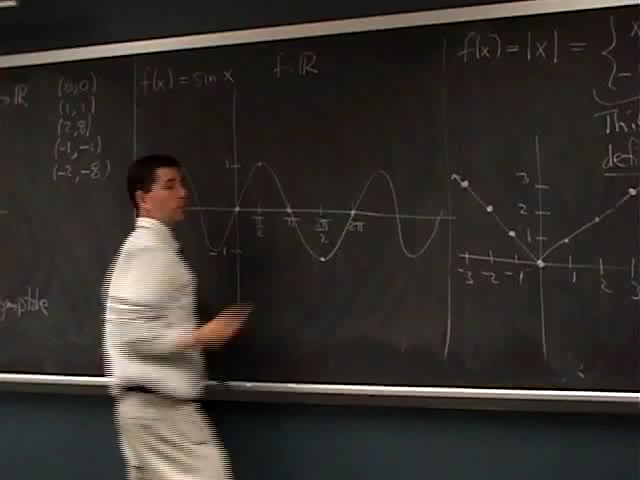 →ℝ
(0,0)
(1,1)
(2,8)
(-1,-1)
(-2,-8)
f(x) = sin x
f: ℝ
1
-1
π/2
π
3π/2
2π
f(x) = |x| = { x
-
This
defi
3
2
1
-3 -2 -1 1 2 3